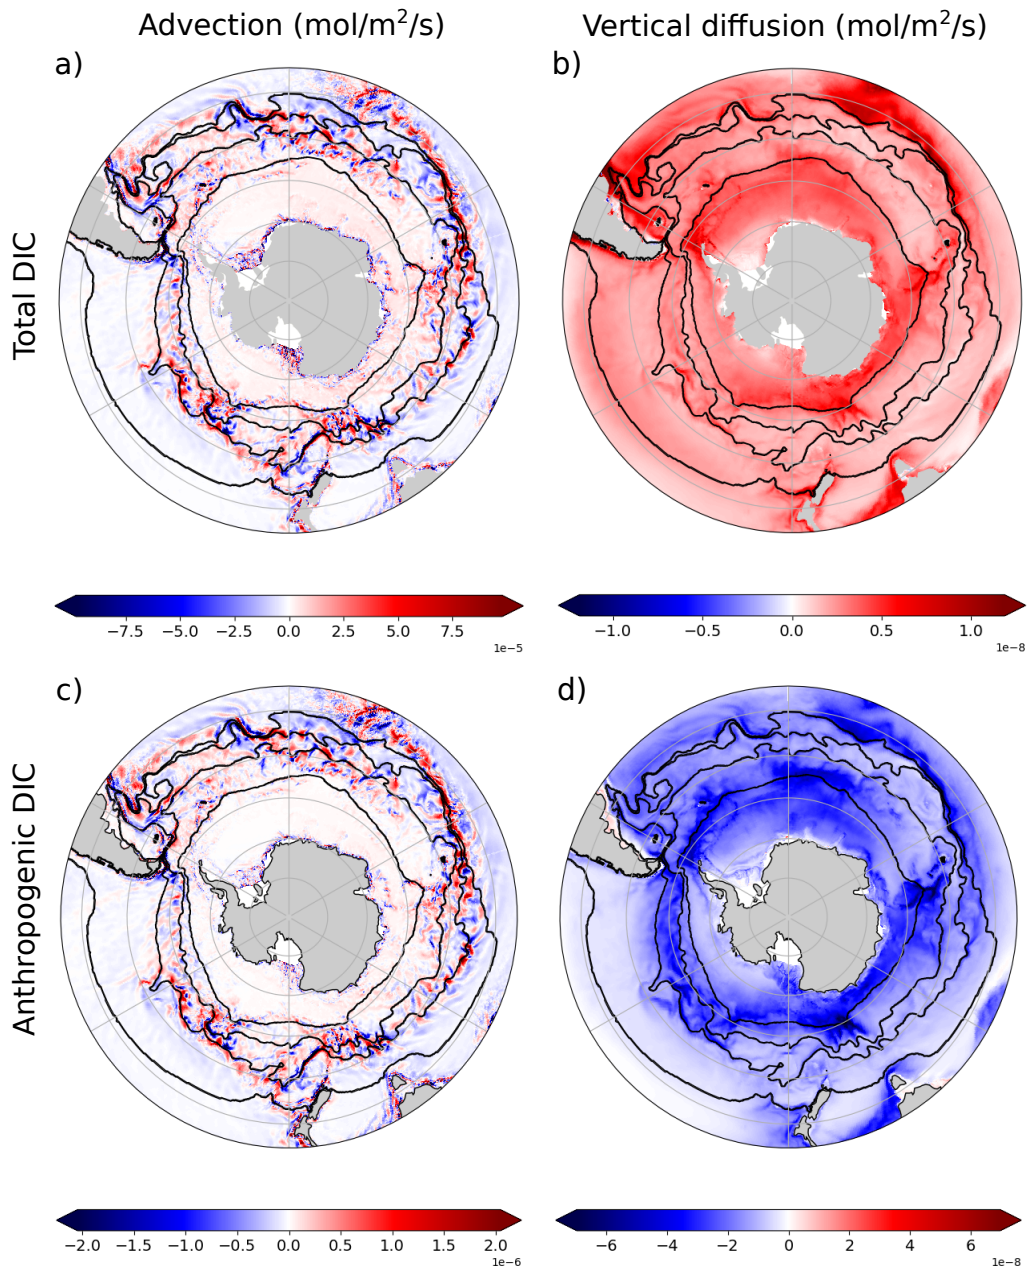 Advection (mol/m²/s)
Vertical diffusion (mol/m²/s)
a)
b)
Total DIC
−7.5 −5.0 −2.5 0.0 2.5 5.0 7.5
1e−5
−1.0 −0.5 0.0 0.5 1.0
1e−8
c)
d)
Anthropogenic DIC
−2.0 −1.5 −1.0 −0.5 0.0 0.5 1.0 1.5 2.0
1e−6
−6 −4 −2 0 2 4 6
1e−8